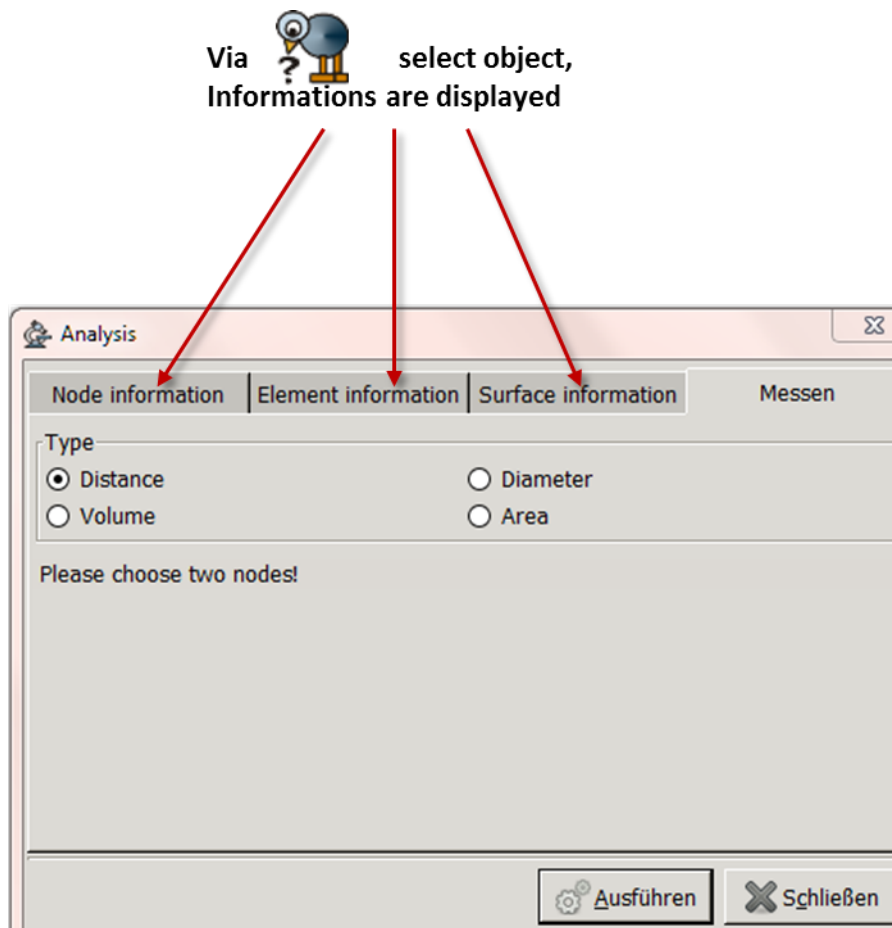 Via ? select object,
Informations are displayed
Analysis
Node information Element information Surface information Messen
Type
Distance Diameter
Volume Area
Please choose two nodes!
Ausführen Schließen